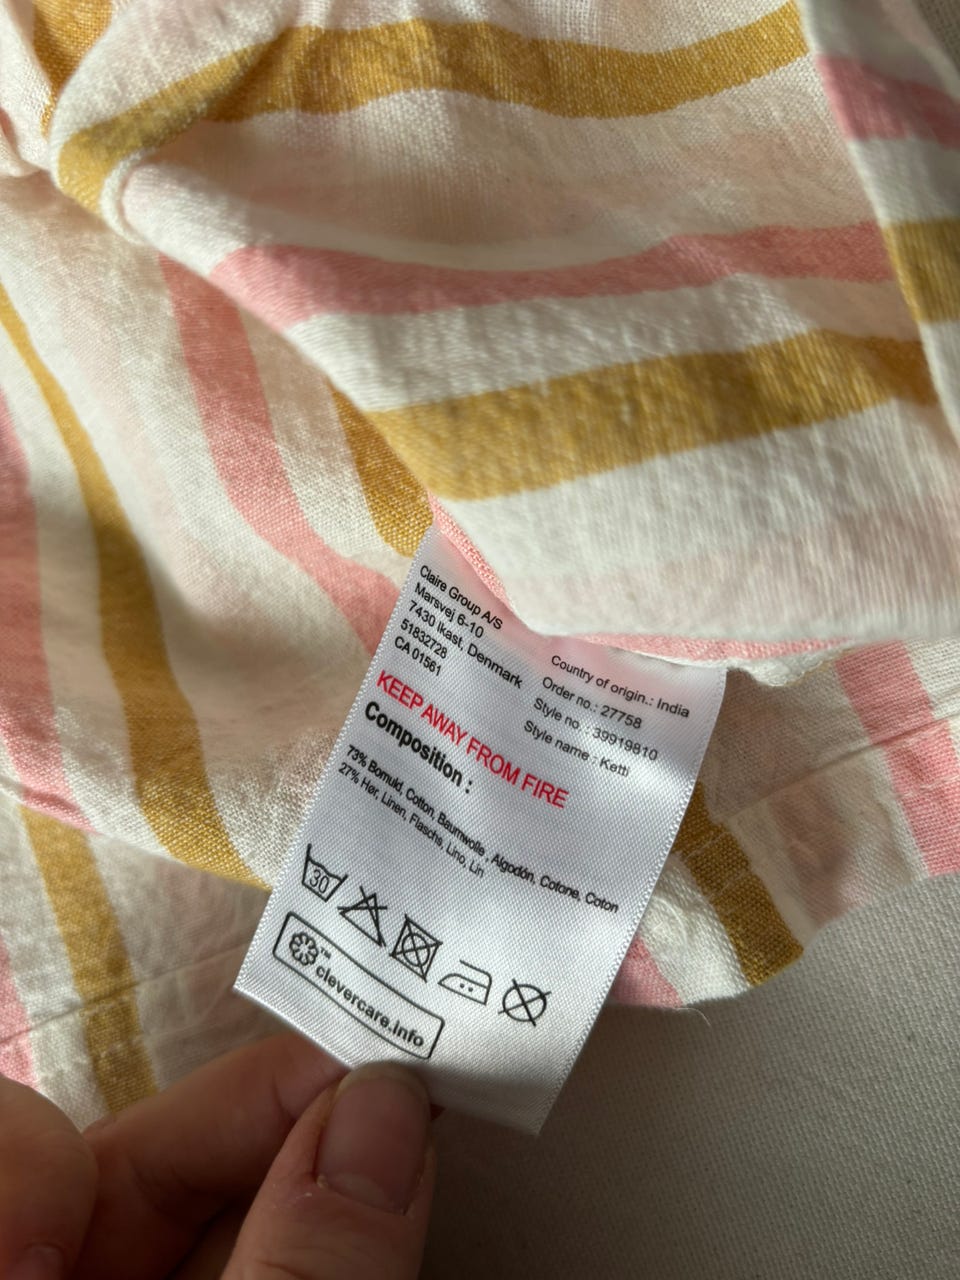 Claire Group A/S
Marsvej 6-10
7430 Ikast, Denmark
51832728
CA 01561
Country of origin.: India
Order no.: 27758
Style no. : 39919810
Style name : Ketti
KEEP AWAY FROM FIRE
Composition :
73% Bomuld, Cotton, Baumwolle , Algodón, Cotone, Coton
27% Hør, Linen, Flaschs, Lino, Lin
30
™
clevercare.info